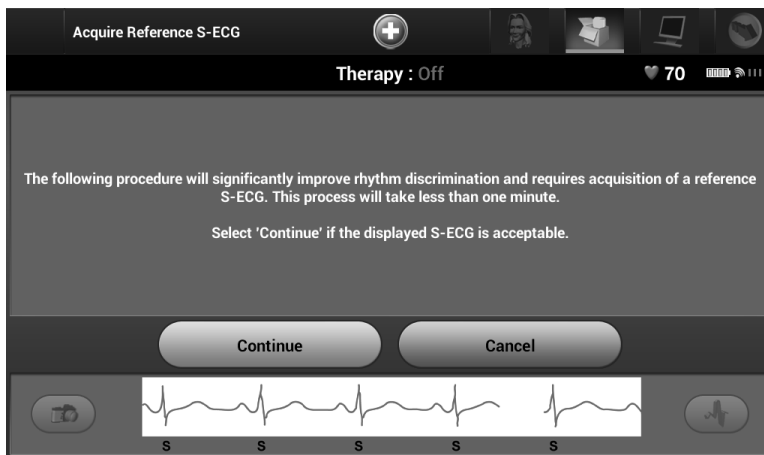 Acquire Reference S-ECG
Therapy : Off
70
The following procedure will significantly improve rhythm discrimination and requires acquisition of a reference
S-ECG. This process will take less than one minute.
Select 'Continue' if the displayed S-ECG is acceptable.
Continue
Cancel
S S S S S